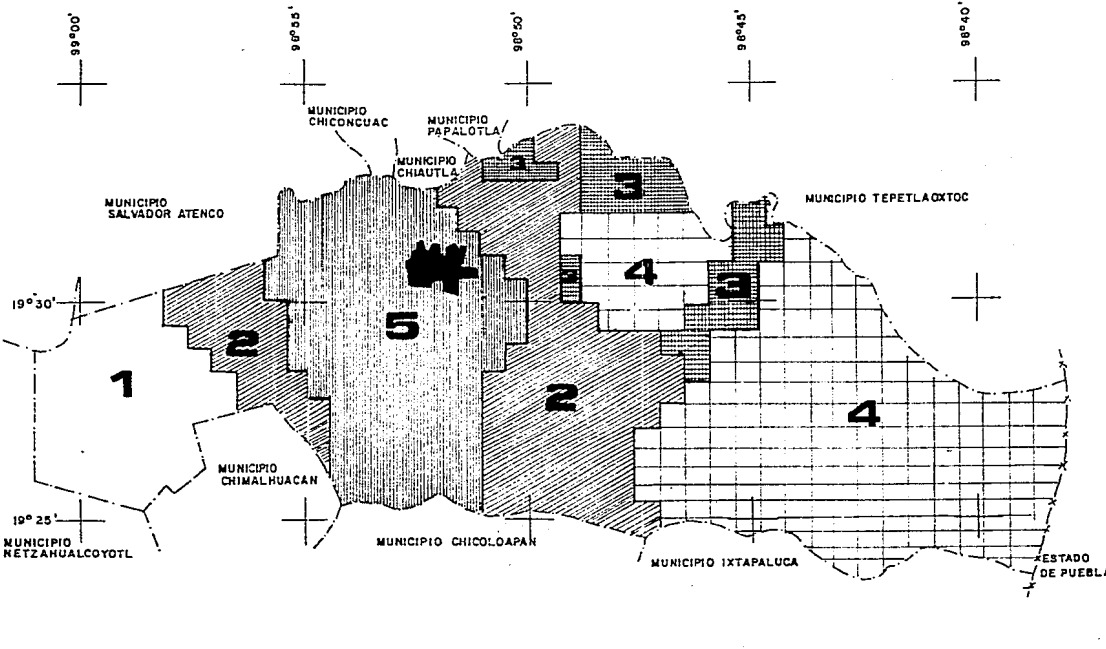 99°00'
98°55'
98°50'
98°45'
98°40'
MUNICIPIO
CHICONCUAC
MUNICIPIO
PAPALOTLA
MUNICIPIO
CHIAUTLA
3
3
MUNICIPIO
SALVADOR ATENCO
MUNICIPIO TEPETLAOXTOC
4
3
3
19°30'
5
2
1
2
4
MUNICIPIO
CHIMALHUACAN
19°25'
MUNICIPIO
NETZAHUALCOYOTL
MUNICIPIO CHICOLOAPAN
MUNICIPIO IXTAPALUCA
ESTADO
DE PUEBLA